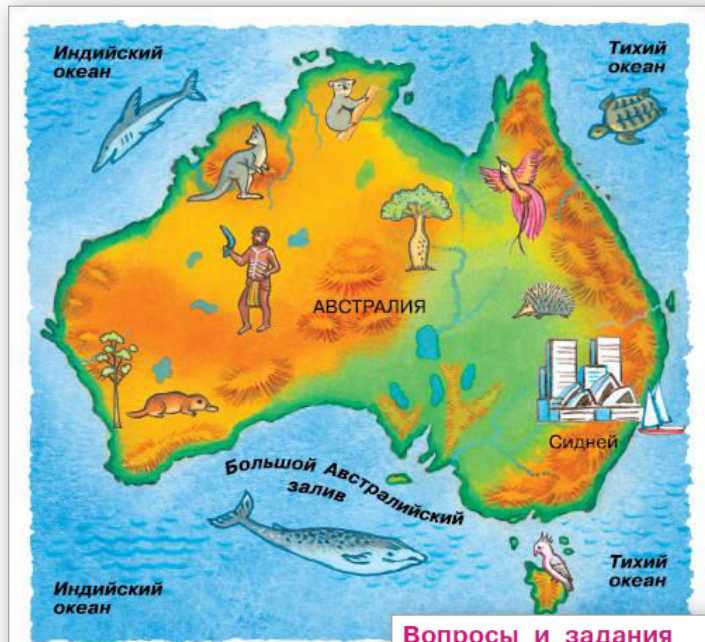 Индийский
океан
Тихий
океан
АВСТРАЛИЯ
Сидней
Большой Австралийский
залив
Индийский
океан
Тихий
океан
Вопросы и задания